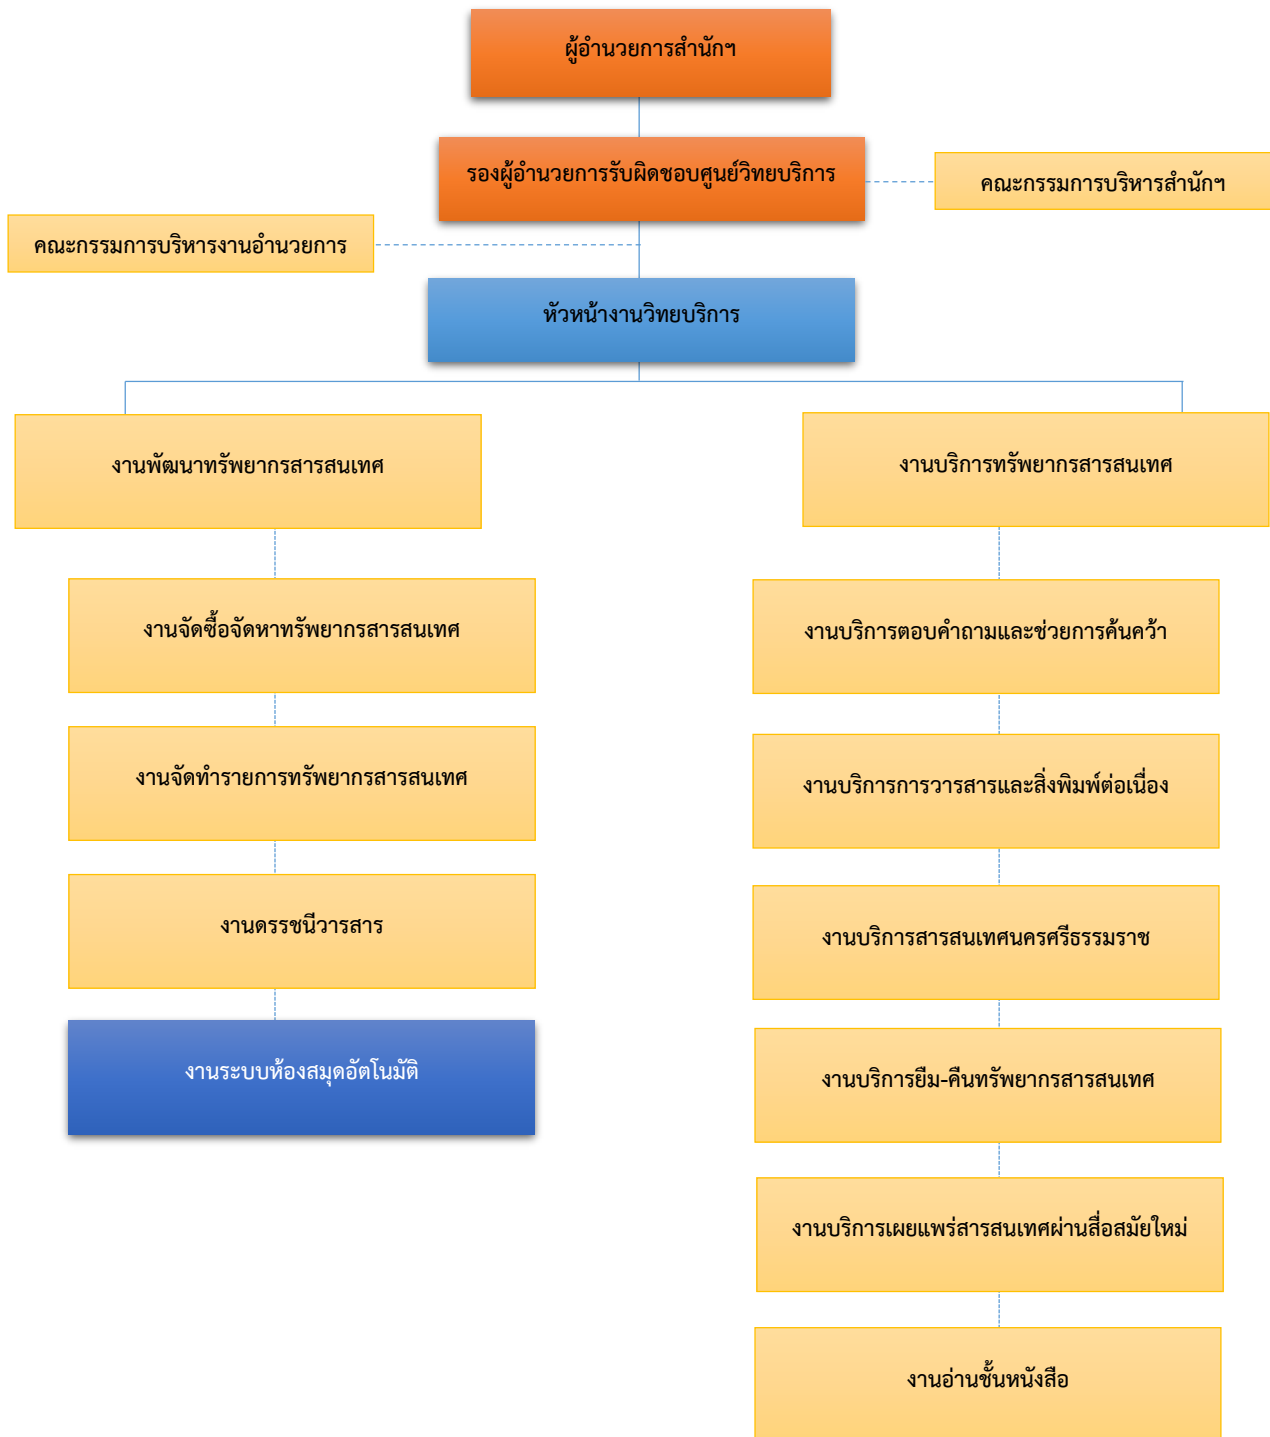 ผู้อำนวยการสำนักฯ
รองผู้อำนวยการรับผิดชอบศูนย์วิทยบริการ
คณะกรรมการบริหารสำนักฯ
คณะกรรมการบริหารงานอำนวยการ
หัวหน้างานวิทยบริการ
งานพัฒนาทรัพยากรสารสนเทศ
งานจัดซื้อจัดหาทรัพยากรสารสนเทศ
งานจัดทำรายการทรัพยากรสารสนเทศ
งานดรรชนีวารสาร
งานระบบห้องสมุดอัตโนมัติ
งานบริการทรัพยากรสารสนเทศ
งานบริการตอบคำถามและช่วยการค้นคว้า
งานบริการการวารสารและสิ่งพิมพ์ต่อเนื่อง
งานบริการสารสนเทศนครศรีธรรมราช
งานบริการยืม-คืนทรัพยากรสารสนเทศ
งานบริการเผยแพร่สารสนเทศผ่านสื่อสมัยใหม่
งานอ่านชั้นหนังสือ